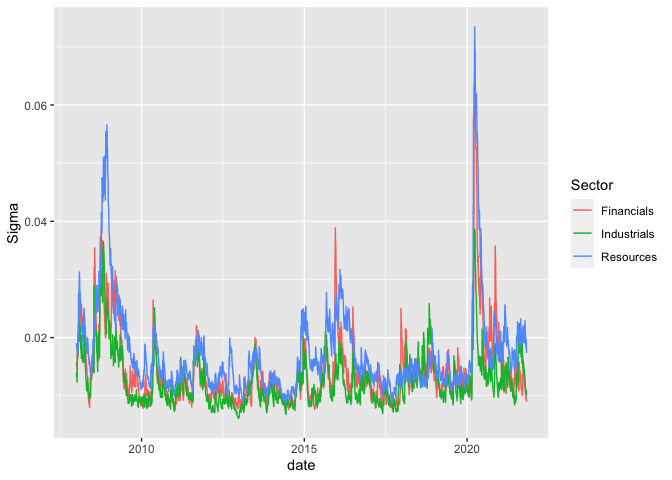 0.06
0.04
0.02
Sigma
2010
2015
2020
date
Sector
Financials
Industrials
Resources